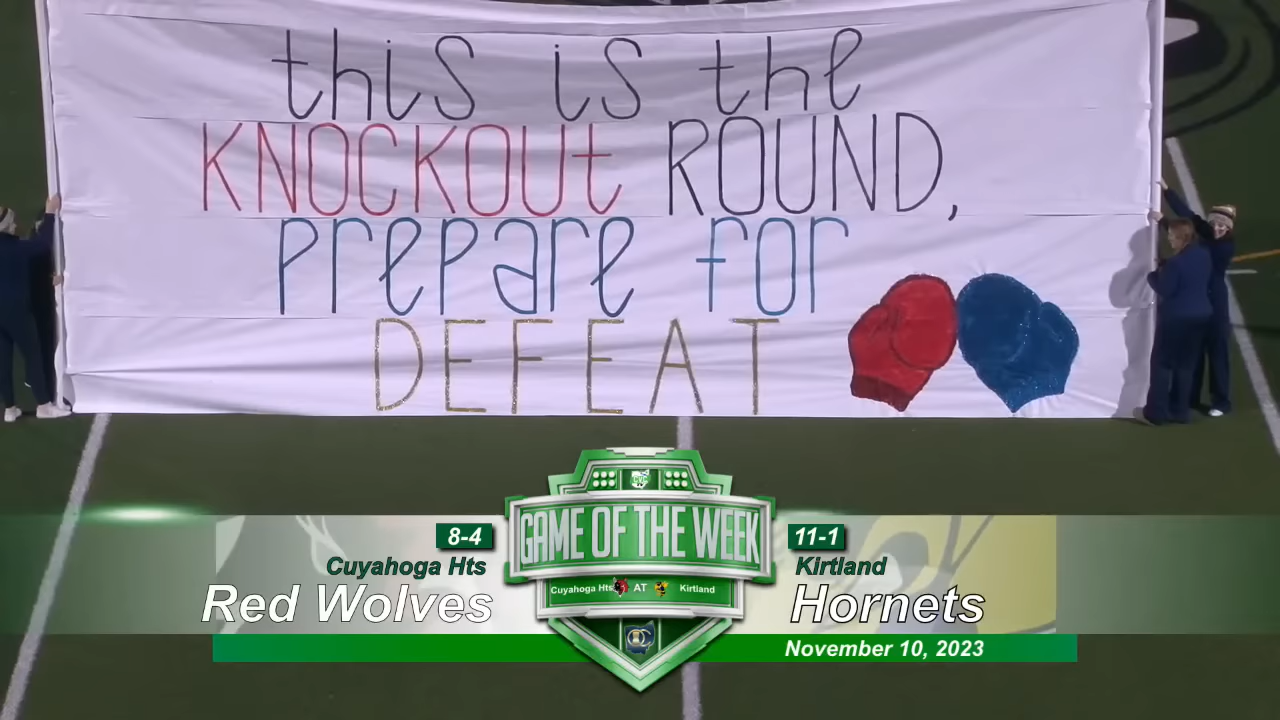 this is the
KNOCKOUt ROUND,
prepare for
DEFEAT
GAME OF THE WEEK
8-4
11-1
Cuyahoga Hts
Kirtland
Red Wolves
Hornets
Cuyahoga Hts AT Kirtland
November 10, 2023